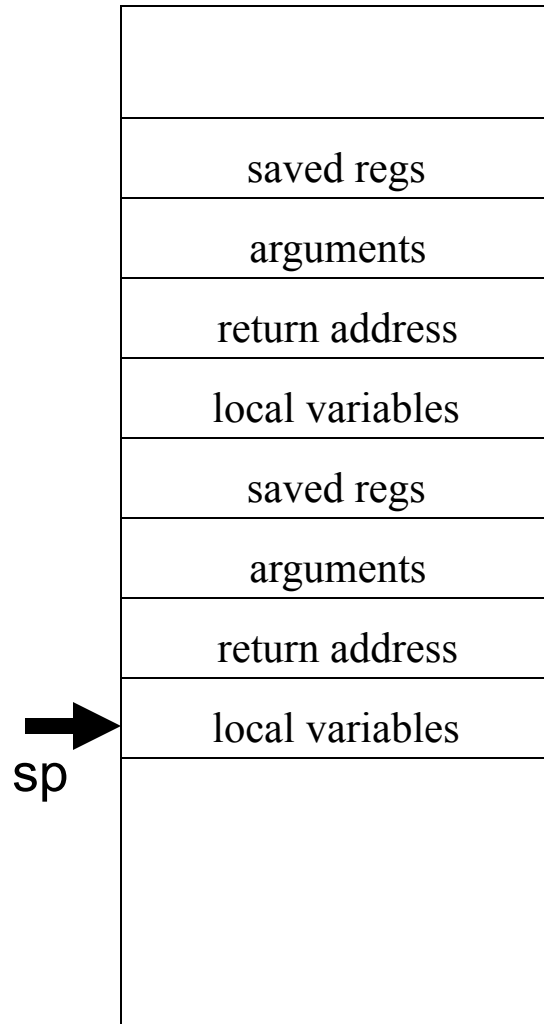 saved regs
arguments
return address
local variables
saved regs
arguments
return address
local variables
sp